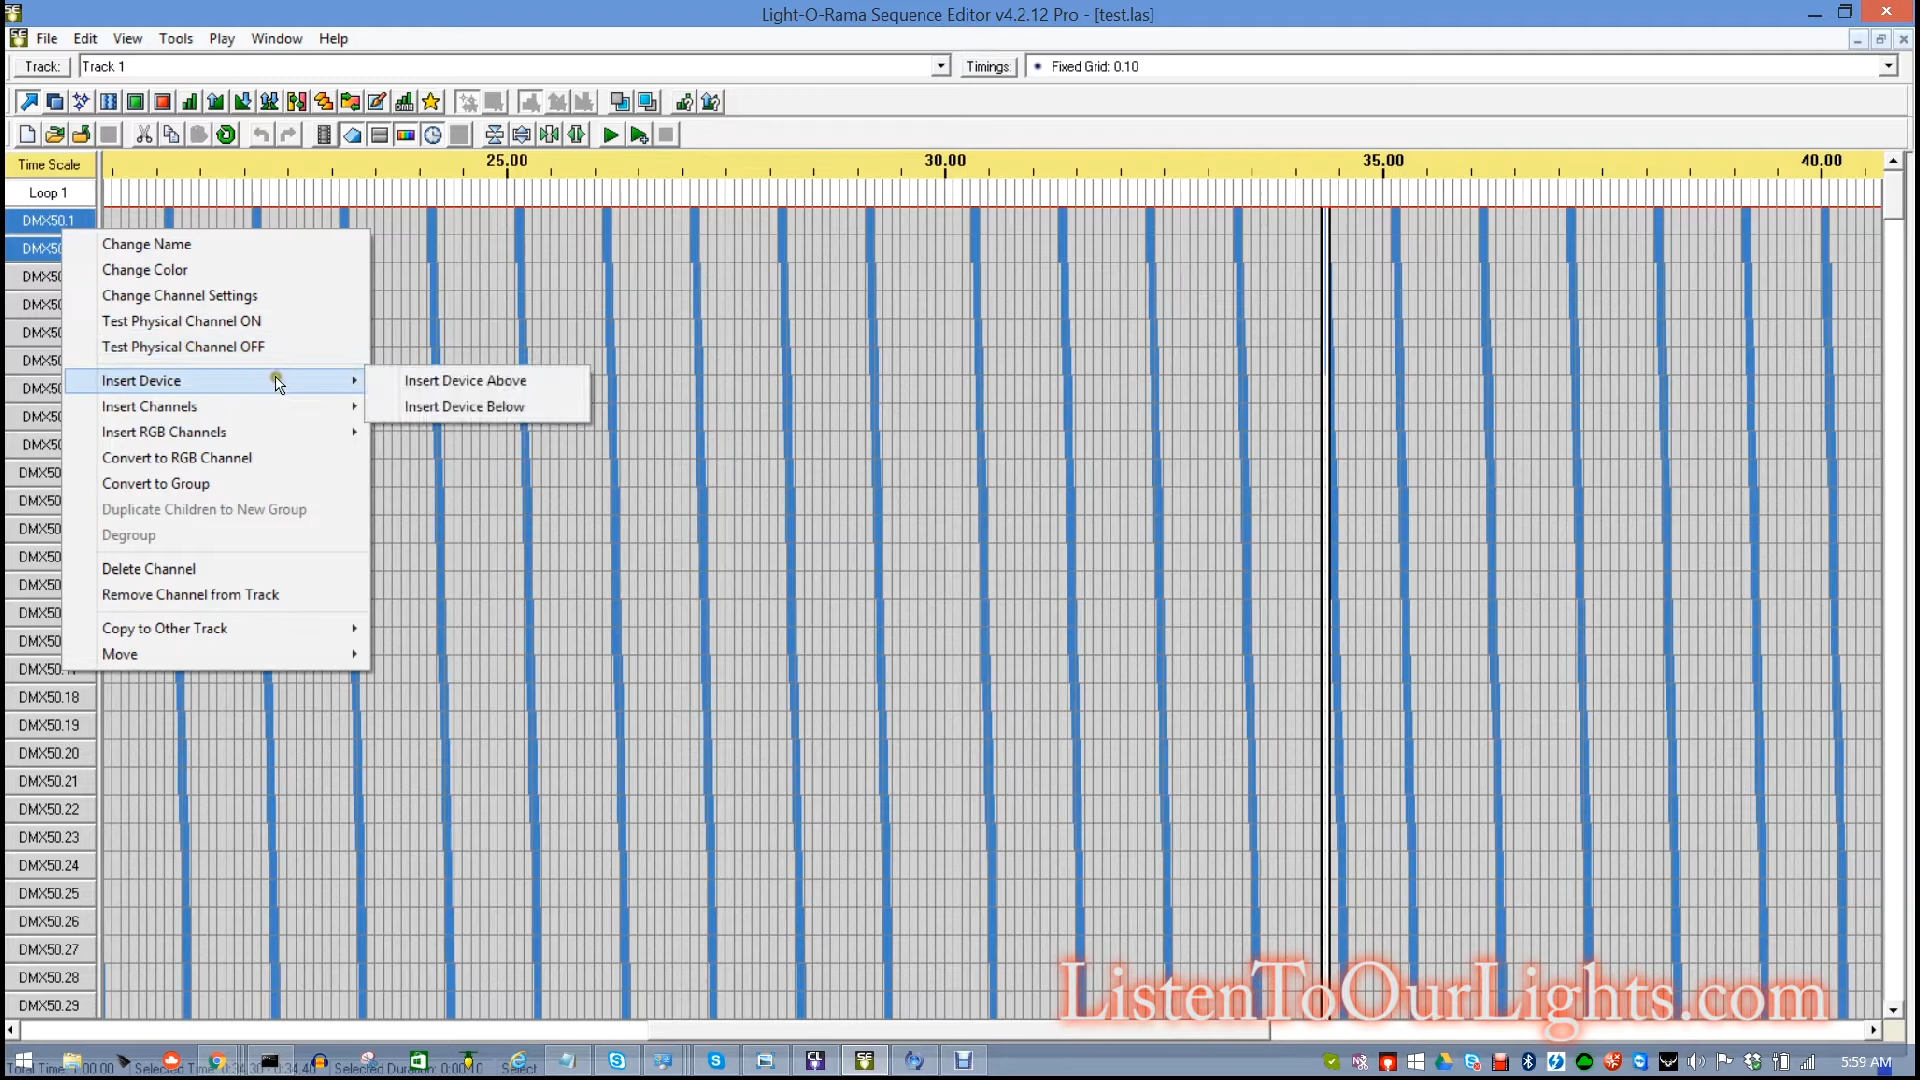 Light-O-Rama Sequence Editor v4.2.12 Pro - [test.las]
File Edit View Tools Play Window Help
Track: Track 1 Timings: Fixed Grid: 0.10
Time Scale 25.00 30.00 35.00 40.00
Loop 1
DMX50.1
Change Name
Change Color
Change Channel Settings
Test Physical Channel ON
Test Physical Channel OFF
Insert Device Insert Device Above
Insert Channels Insert Device Below
Insert RGB Channels
Convert to RGB Channel
Convert to Group
Duplicate Children to New Group
Degroup
Delete Channel
Remove Channel from Track
Copy to Other Track
Move
DMX50.18
DMX50.19
DMX50.20
DMX50.21
DMX50.22
DMX50.23
DMX50.24
DMX50.25
DMX50.26
DMX50.27
DMX50.28
DMX50.29
ListenToOurLights.com
5:59 AM